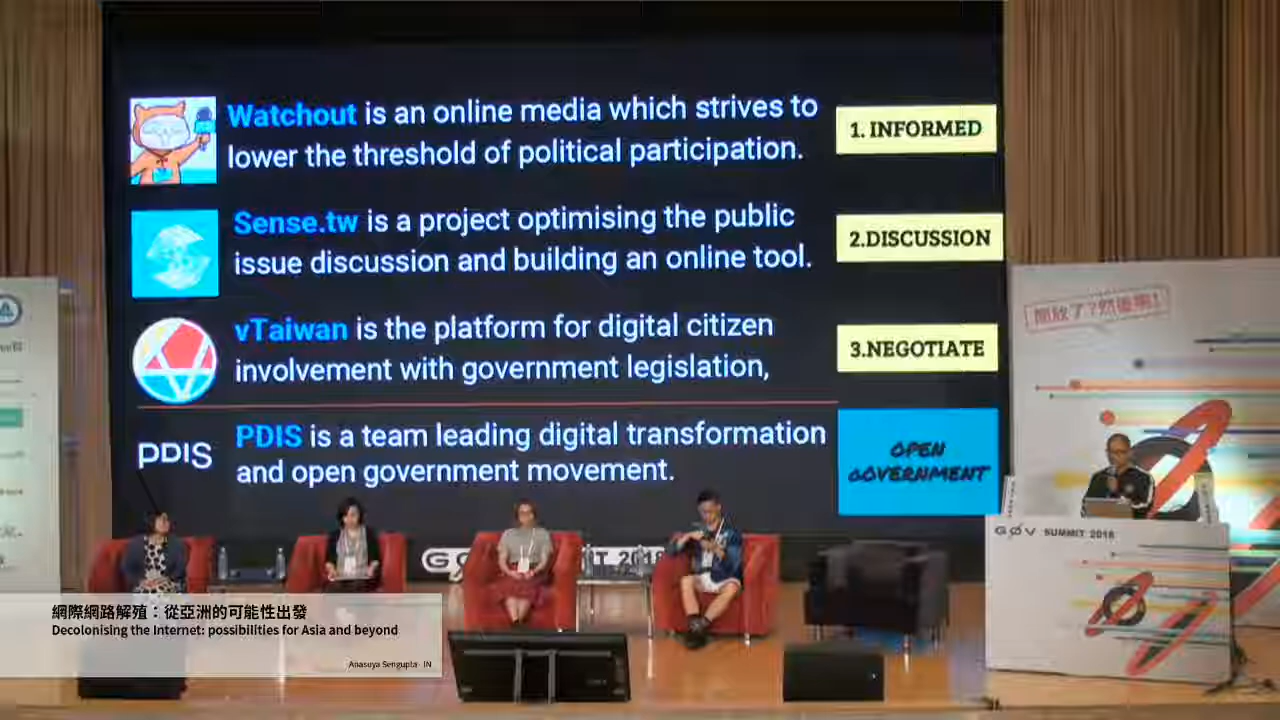 Watchout is an online media which strives to
lower the threshold of political participation.
1. INFORMED
Sense.tw is a project optimising the public
issue discussion and building an online tool.
2.DISCUSSION
vTaiwan is the platform for digital citizen
involvement with government legislation,
3.NEGOTIATE
PDIS
PDIS is a team leading digital transformation
and open government movement.
OPEN
GOVERNMENT
開放了?然後呢!
GØV SUMMIT 2018
網際網路解殖：從亞洲的可能性出發
Decolonising the Internet: possibilities for Asia and beyond
Anasuya Sengupta· IN